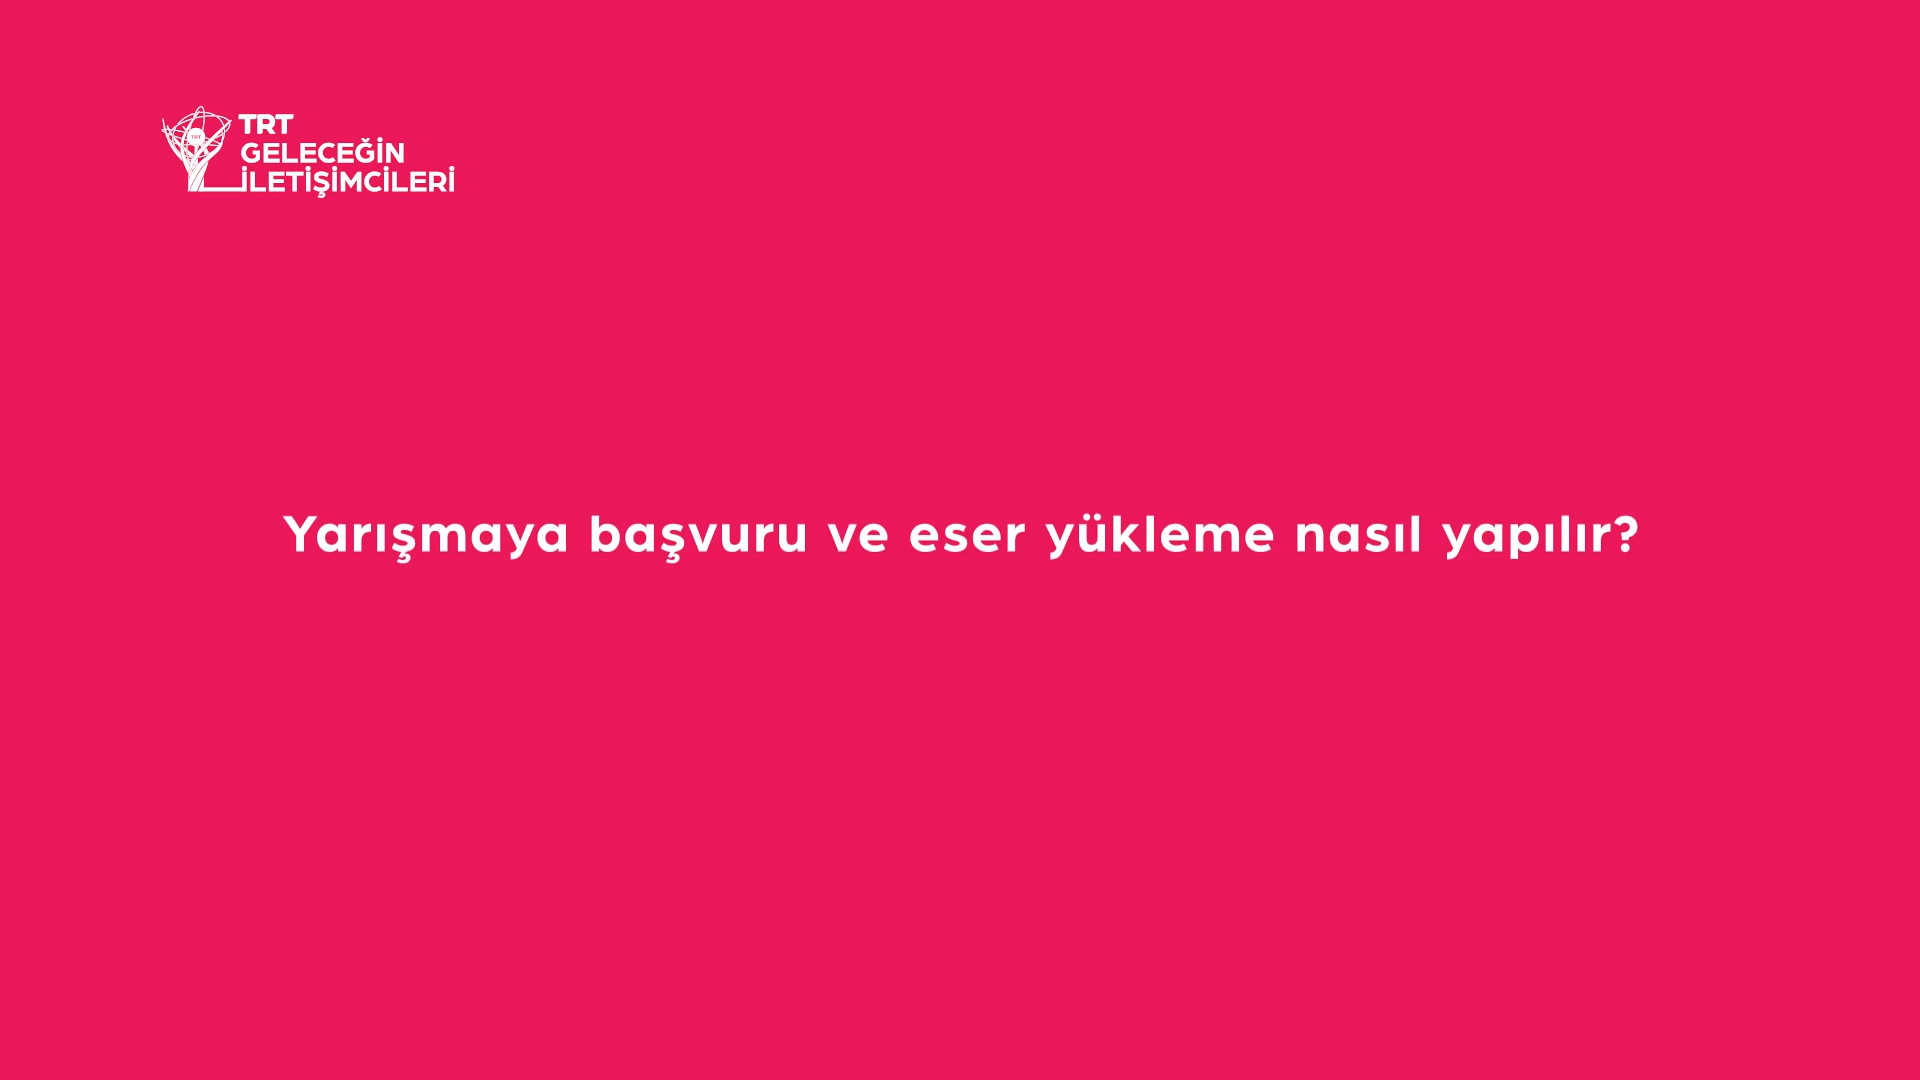 TRT
GELECEĞİN
İLETİŞİMCİLERİ
Yarışmaya başvuru ve eser yükleme nasıl yapılır?